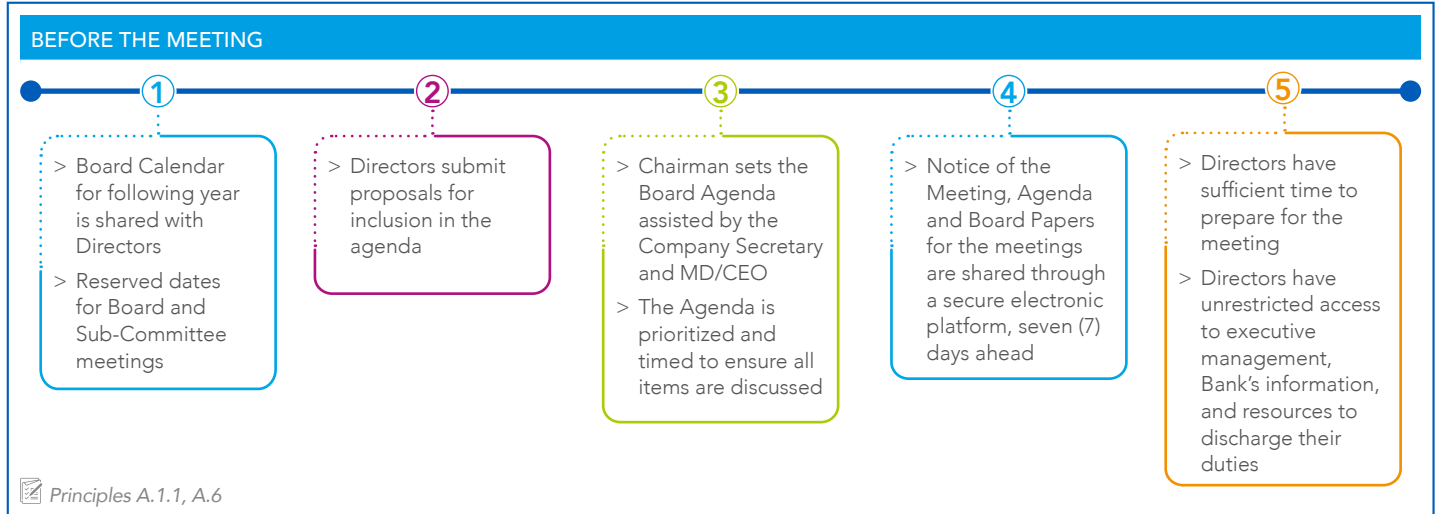 BEFORE THE MEETING
1
2
3
4
5
> Board Calendar
for following year
is shared with
Directors
> Reserved dates
for Board and
Sub-Committee
meetings
> Directors submit
proposals for
inclusion in the
agenda
> Chairman sets the
Board Agenda
assisted by the
Company Secretary
and MD/CEO
> The Agenda is
prioritized and
timed to ensure all
items are discussed
> Notice of the
Meeting, Agenda
and Board Papers
for the meetings
are shared through
a secure electronic
platform, seven (7)
days ahead
> Directors have
sufficient time to
prepare for the
meeting
> Directors have
unrestricted access
to executive
management,
Bank’s information,
and resources to
discharge their
duties
Principles A.1.1, A.6